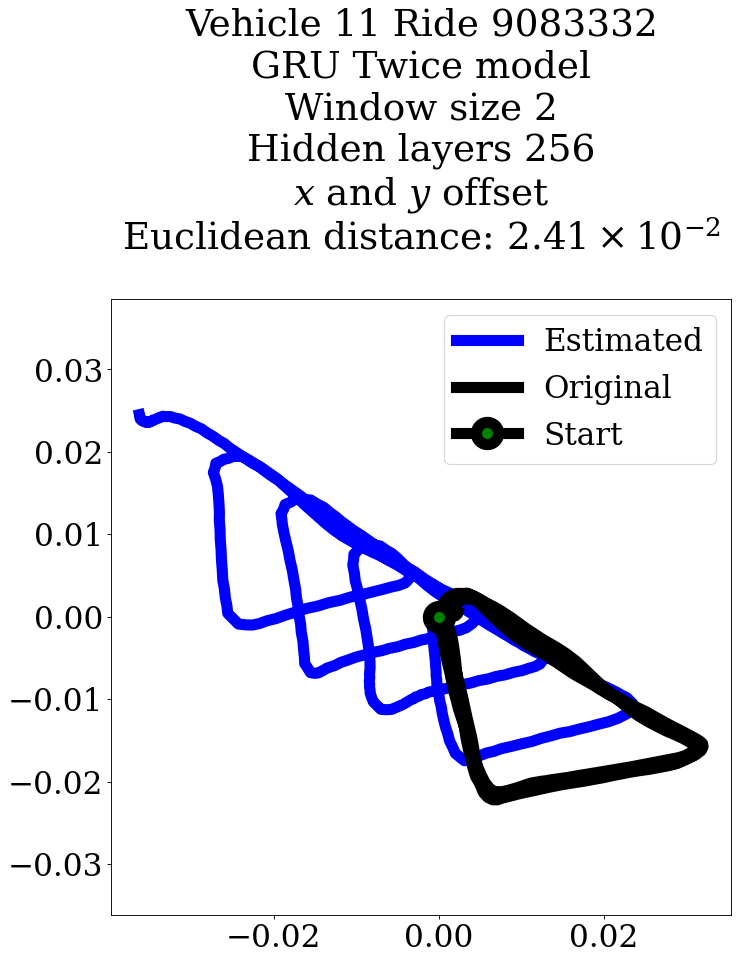 Vehicle 11 Ride 9083332
GRU Twice model
Window size 2
Hidden layers 256
x and y offset
Euclidean distance: 2.41 × 10⁻²
Estimated
Original
Start
0.03
0.02
0.01
0.00
−0.01
−0.02
−0.03
−0.02
0.00
0.02